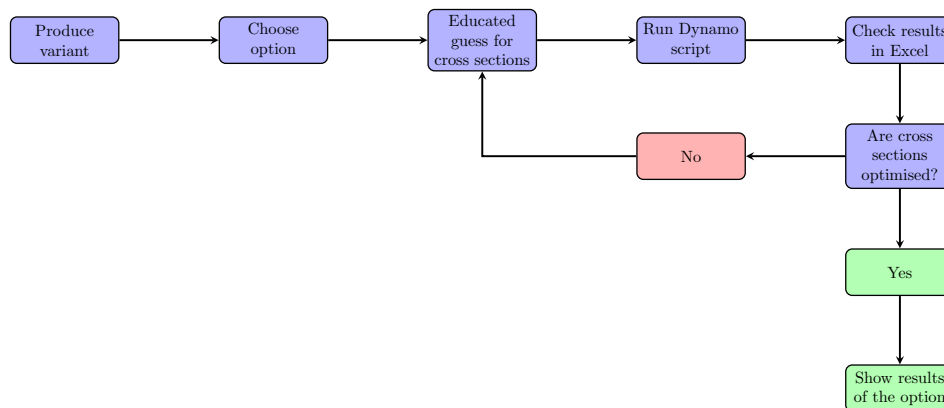 Produce
variant
Choose
option
Educated
guess for
cross sections
Run Dynamo
script
Check results
in Excel
No
Are cross
sections
optimised?
Yes
Show results
of the option